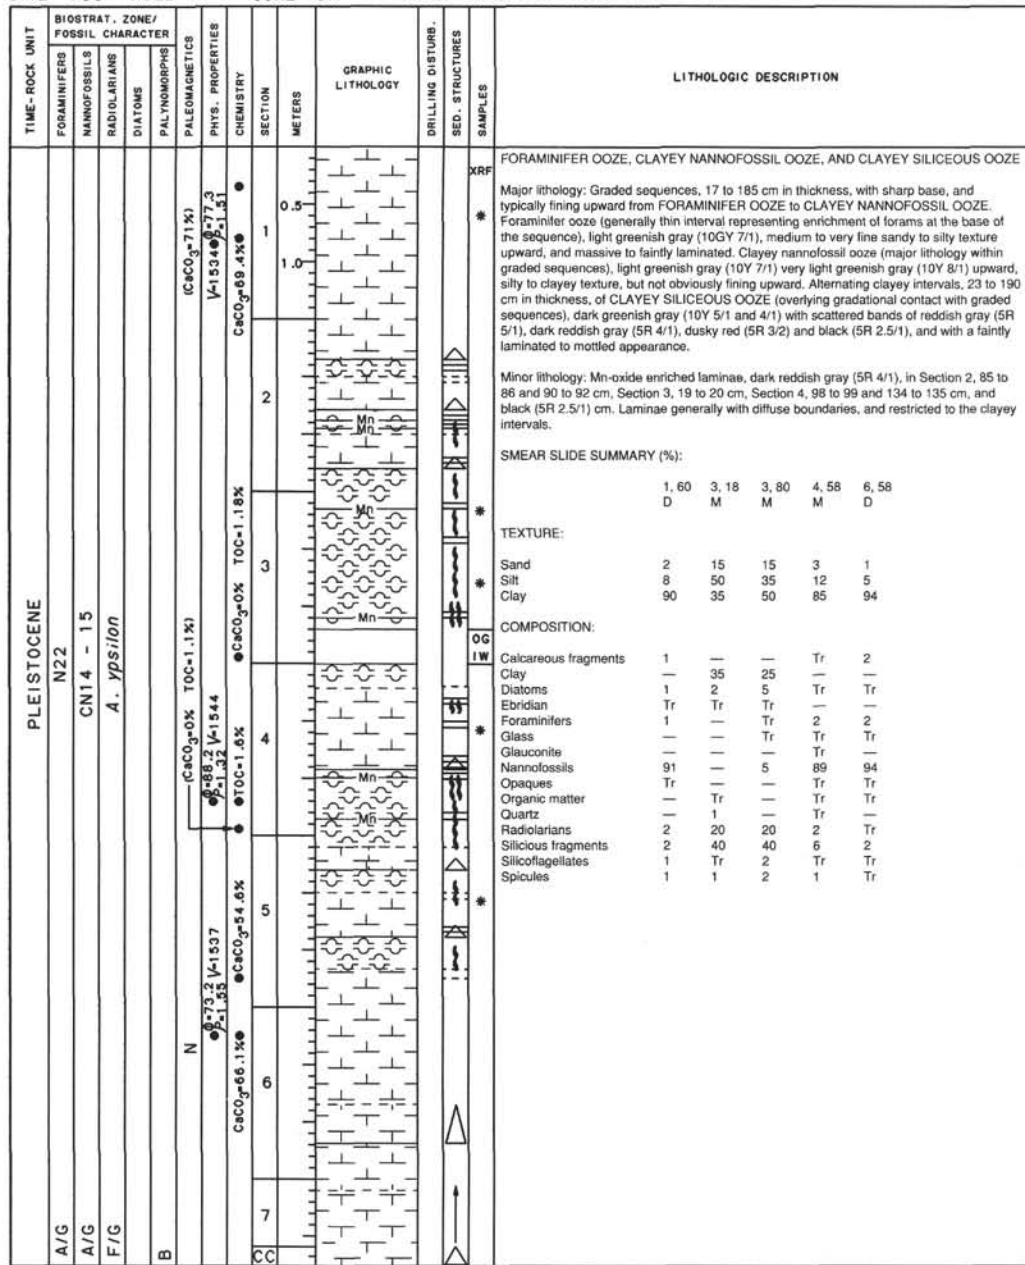 TIME-ROCK UNIT
BIOSTRAT. ZONE/
FOSSIL CHARACTER
FORAMINIFERS
NANNOFOSSILS
RADIOLARIANS
DIATOMS
PALYNOMORPHS
PALEOMAGNETICS
PHYS. PROPERTIES
CHEMISTRY
SECTION
METERS
GRAPHIC
LITHOLOGY
DRILLING DISTURB.
SED. STRUCTURES
SAMPLES
LITHOLOGIC DESCRIPTION
PLEISTOCENE
N22
CN14 - 15
A. ypsilon
A/G
A/G
F/G
B
(CaCO3=71%)
(CaCO3=0% TOC=1.1%)
N
Φ=77.3
V-1534 ρ=1.51
Φ=88.2 V-1544
ρ=1.32
Φ=73.2 V-1537
ρ=1.55
CaCO3=69.4%
CaCO3=0% TOC=1.18%
TOC=1.6%
CaCO3=54.6%
CaCO3=66.1%
1
2
3
4
5
6
7
CC
0.5
1.0
Mn
Mn
Mn
Mn
Mn
Mn
XRF
*
*
*
OG
IW
*
*
FORAMINIFER OOZE, CLAYEY NANNOFOSSIL OOZE, AND CLAYEY SILICEOUS OOZE
Major lithology: Graded sequences, 17 to 185 cm in thickness, with sharp base, and
typically fining upward from FORAMINIFER OOZE to CLAYEY NANNOFOSSIL OOZE.
Foraminifer ooze (generally thin interval representing enrichment of forams at the base of
the sequence), light greenish gray (10GY 7/1), medium to very fine sandy to silty texture
upward, and massive to faintly laminated. Clayey nannofossil ooze (major lithology within
graded sequences), light greenish gray (10Y 7/1) very light greenish gray (10Y 8/1) upward,
silty to clayey texture, but not obviously fining upward. Alternating clayey intervals, 23 to 190
cm in thickness, of CLAYEY SILICEOUS OOZE (overlying gradational contact with graded
sequences), dark greenish gray (10Y 5/1 and 4/1) with scattered bands of reddish gray (5R
5/1), dark reddish gray (5R 4/1), dusky red (5R 3/2) and black (5R 2.5/1), and with a faintly
laminated to mottled appearance.
Minor lithology: Mn-oxide enriched laminae, dark reddish gray (5R 4/1), in Section 2, 85 to
86 and 90 to 92 cm, Section 3, 19 to 20 cm, Section 4, 98 to 99 and 134 to 135 cm, and
black (5R 2.5/1) cm. Laminae generally with diffuse boundaries, and restricted to the clayey
intervals.
SMEAR SLIDE SUMMARY (%):
1, 60 3, 18 3, 80 4, 58 6, 58
D M M M D
TEXTURE:
Sand 2 15 15 3 1
Silt 8 50 35 12 5
Clay 90 35 50 85 94
COMPOSITION:
Calcareous fragments 1 — — Tr 2
Clay — 35 25 — —
Diatoms 1 2 5 Tr Tr
Ebridian Tr Tr Tr — —
Foraminifers 1 — Tr 2 2
Glass — — Tr Tr Tr
Glauconite — — — Tr —
Nannofossils 91 — 5 89 94
Opaques Tr — — Tr Tr
Organic matter — Tr — Tr Tr
Quartz — 1 — Tr —
Radiolarians 2 20 20 2 Tr
Silicious fragments 2 40 40 6 2
Silicoflagellates 1 Tr 2 Tr Tr
Spicules 1 1 2 1 Tr